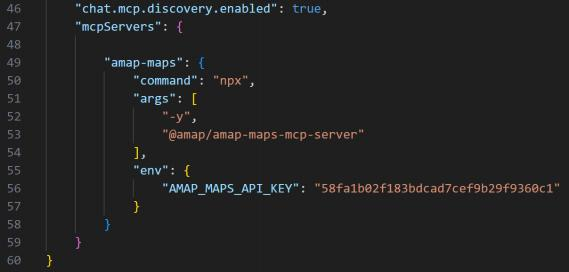 46 "chat.mcp.discovery.enabled": true,
47 "mcpServers": {
48
49 "amap-maps": {
50 "command": "npx",
51 "args": [
52 "-y",
53 "@amap/amap-maps-mcp-server"
54 ],
55 "env": {
56 "AMAP_MAPS_API_KEY": "58fa1b02f183bdcad7cef9b29f9360c1"
57 }
58 }
59 }
60 }